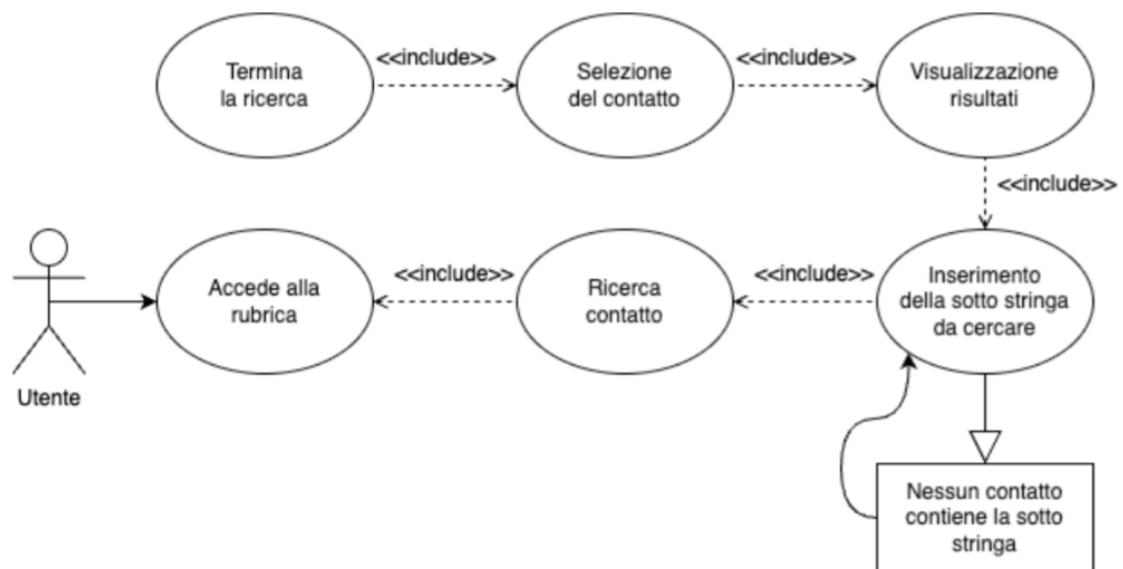 Termina
la ricerca
<<include>>
Selezione
del contatto
<<include>>
Visualizzazione
risultati
<<include>>
Utente
Accede alla
rubrica
<<include>>
Ricerca
contatto
<<include>>
Inserimento
della sotto stringa
da cercare
Nessun contatto
contiene la sotto
stringa